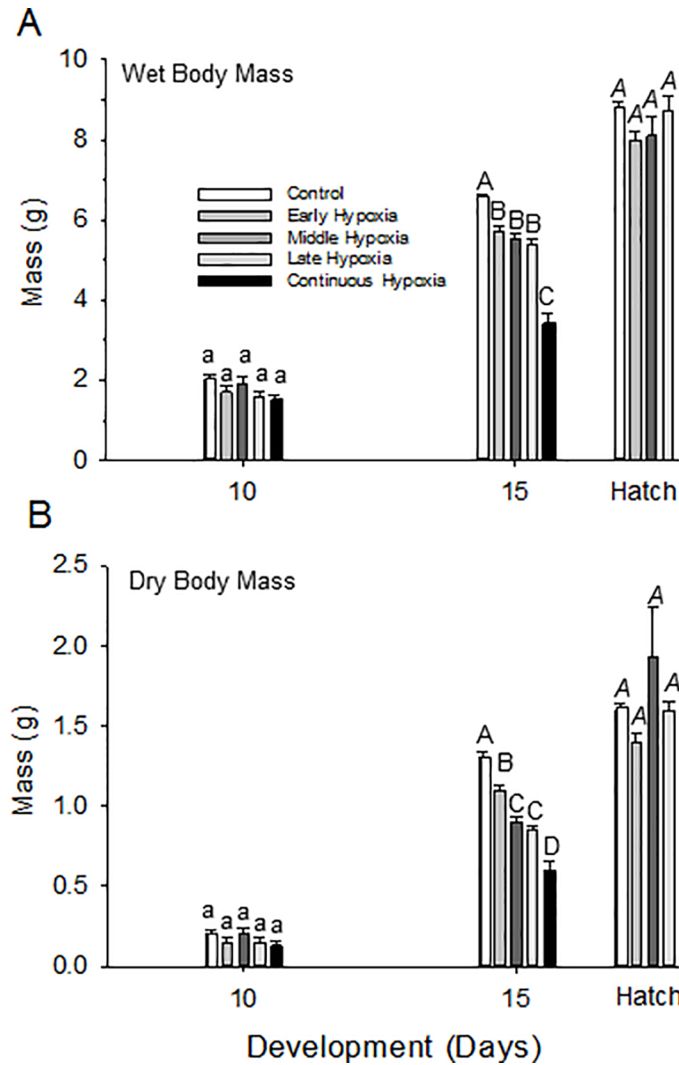 A
Wet Body Mass
Mass (g)
10
8
6
4
2
0
Control
Early Hypoxia
Middle Hypoxia
Late Hypoxia
Continuous Hypoxia
a a a a a
A B B B C
A A A A
10 15 Hatch
B
Dry Body Mass
Mass (g)
2.5
2.0
1.5
1.0
0.5
0.0
a a a a a
A B C C D
A A A A
10 15 Hatch
Development (Days)